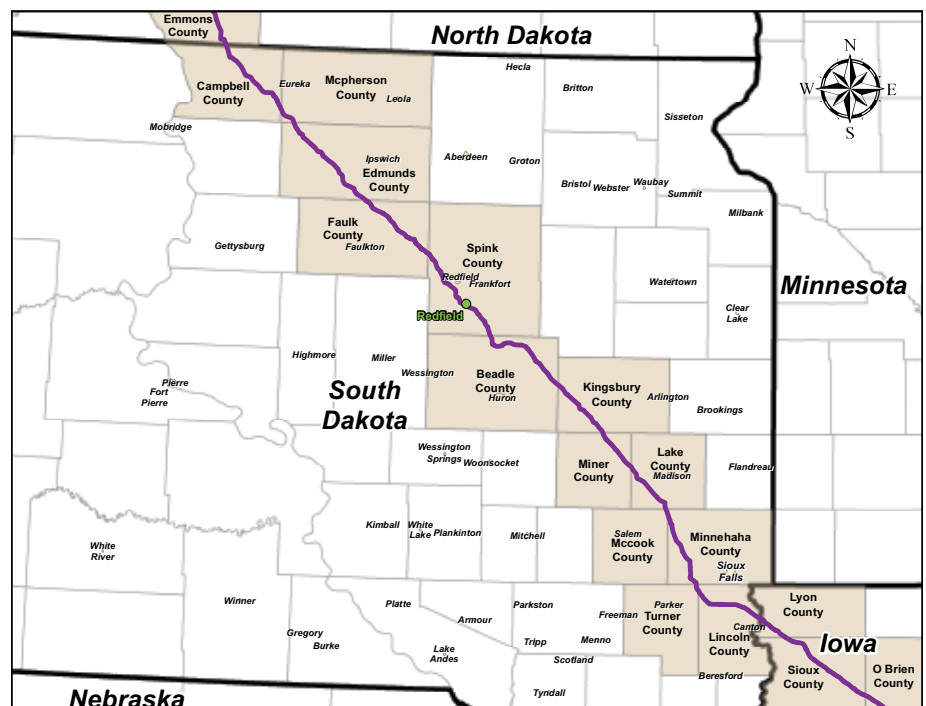 Emmons
County
North Dakota
N
W
E
S
Hecla
Campbell
County
Eureka
Mcpherson
County
Leola
Britton
Sisseton
Mobridge
Aberdeen
Groton
Ipswich
Edmunds
County
Bristol
Webster
Waubay
Summit
Milbank
Faulk
County
Faulkton
Gettysburg
Spink
County
Redfield
Frankfort
Watertown
Minnesota
Redfield
Clear
Lake
Highmore
Miller
Wessington
Beadle
County
Huron
Kingsbury
County
Arlington
Brookings
Pierre
Fort
Pierre
South
Dakota
Wessington
Springs
Woonsocket
Miner
County
Lake
County
Madison
Flandreau
Kimball
White
Lake
Plankinton
Mitchell
Salem
Mccook
County
Minnehaha
County
Sioux
Falls
White
River
Winner
Platte
Armour
Parkston
Freeman
Parker
Turner
County
Lyon
County
Canton
Lincoln
County
Iowa
Gregory
Burke
Lake
Andes
Tripp
Menno
Scotland
Beresford
Sioux
County
O Brien
County
Tyndall
Nebraska